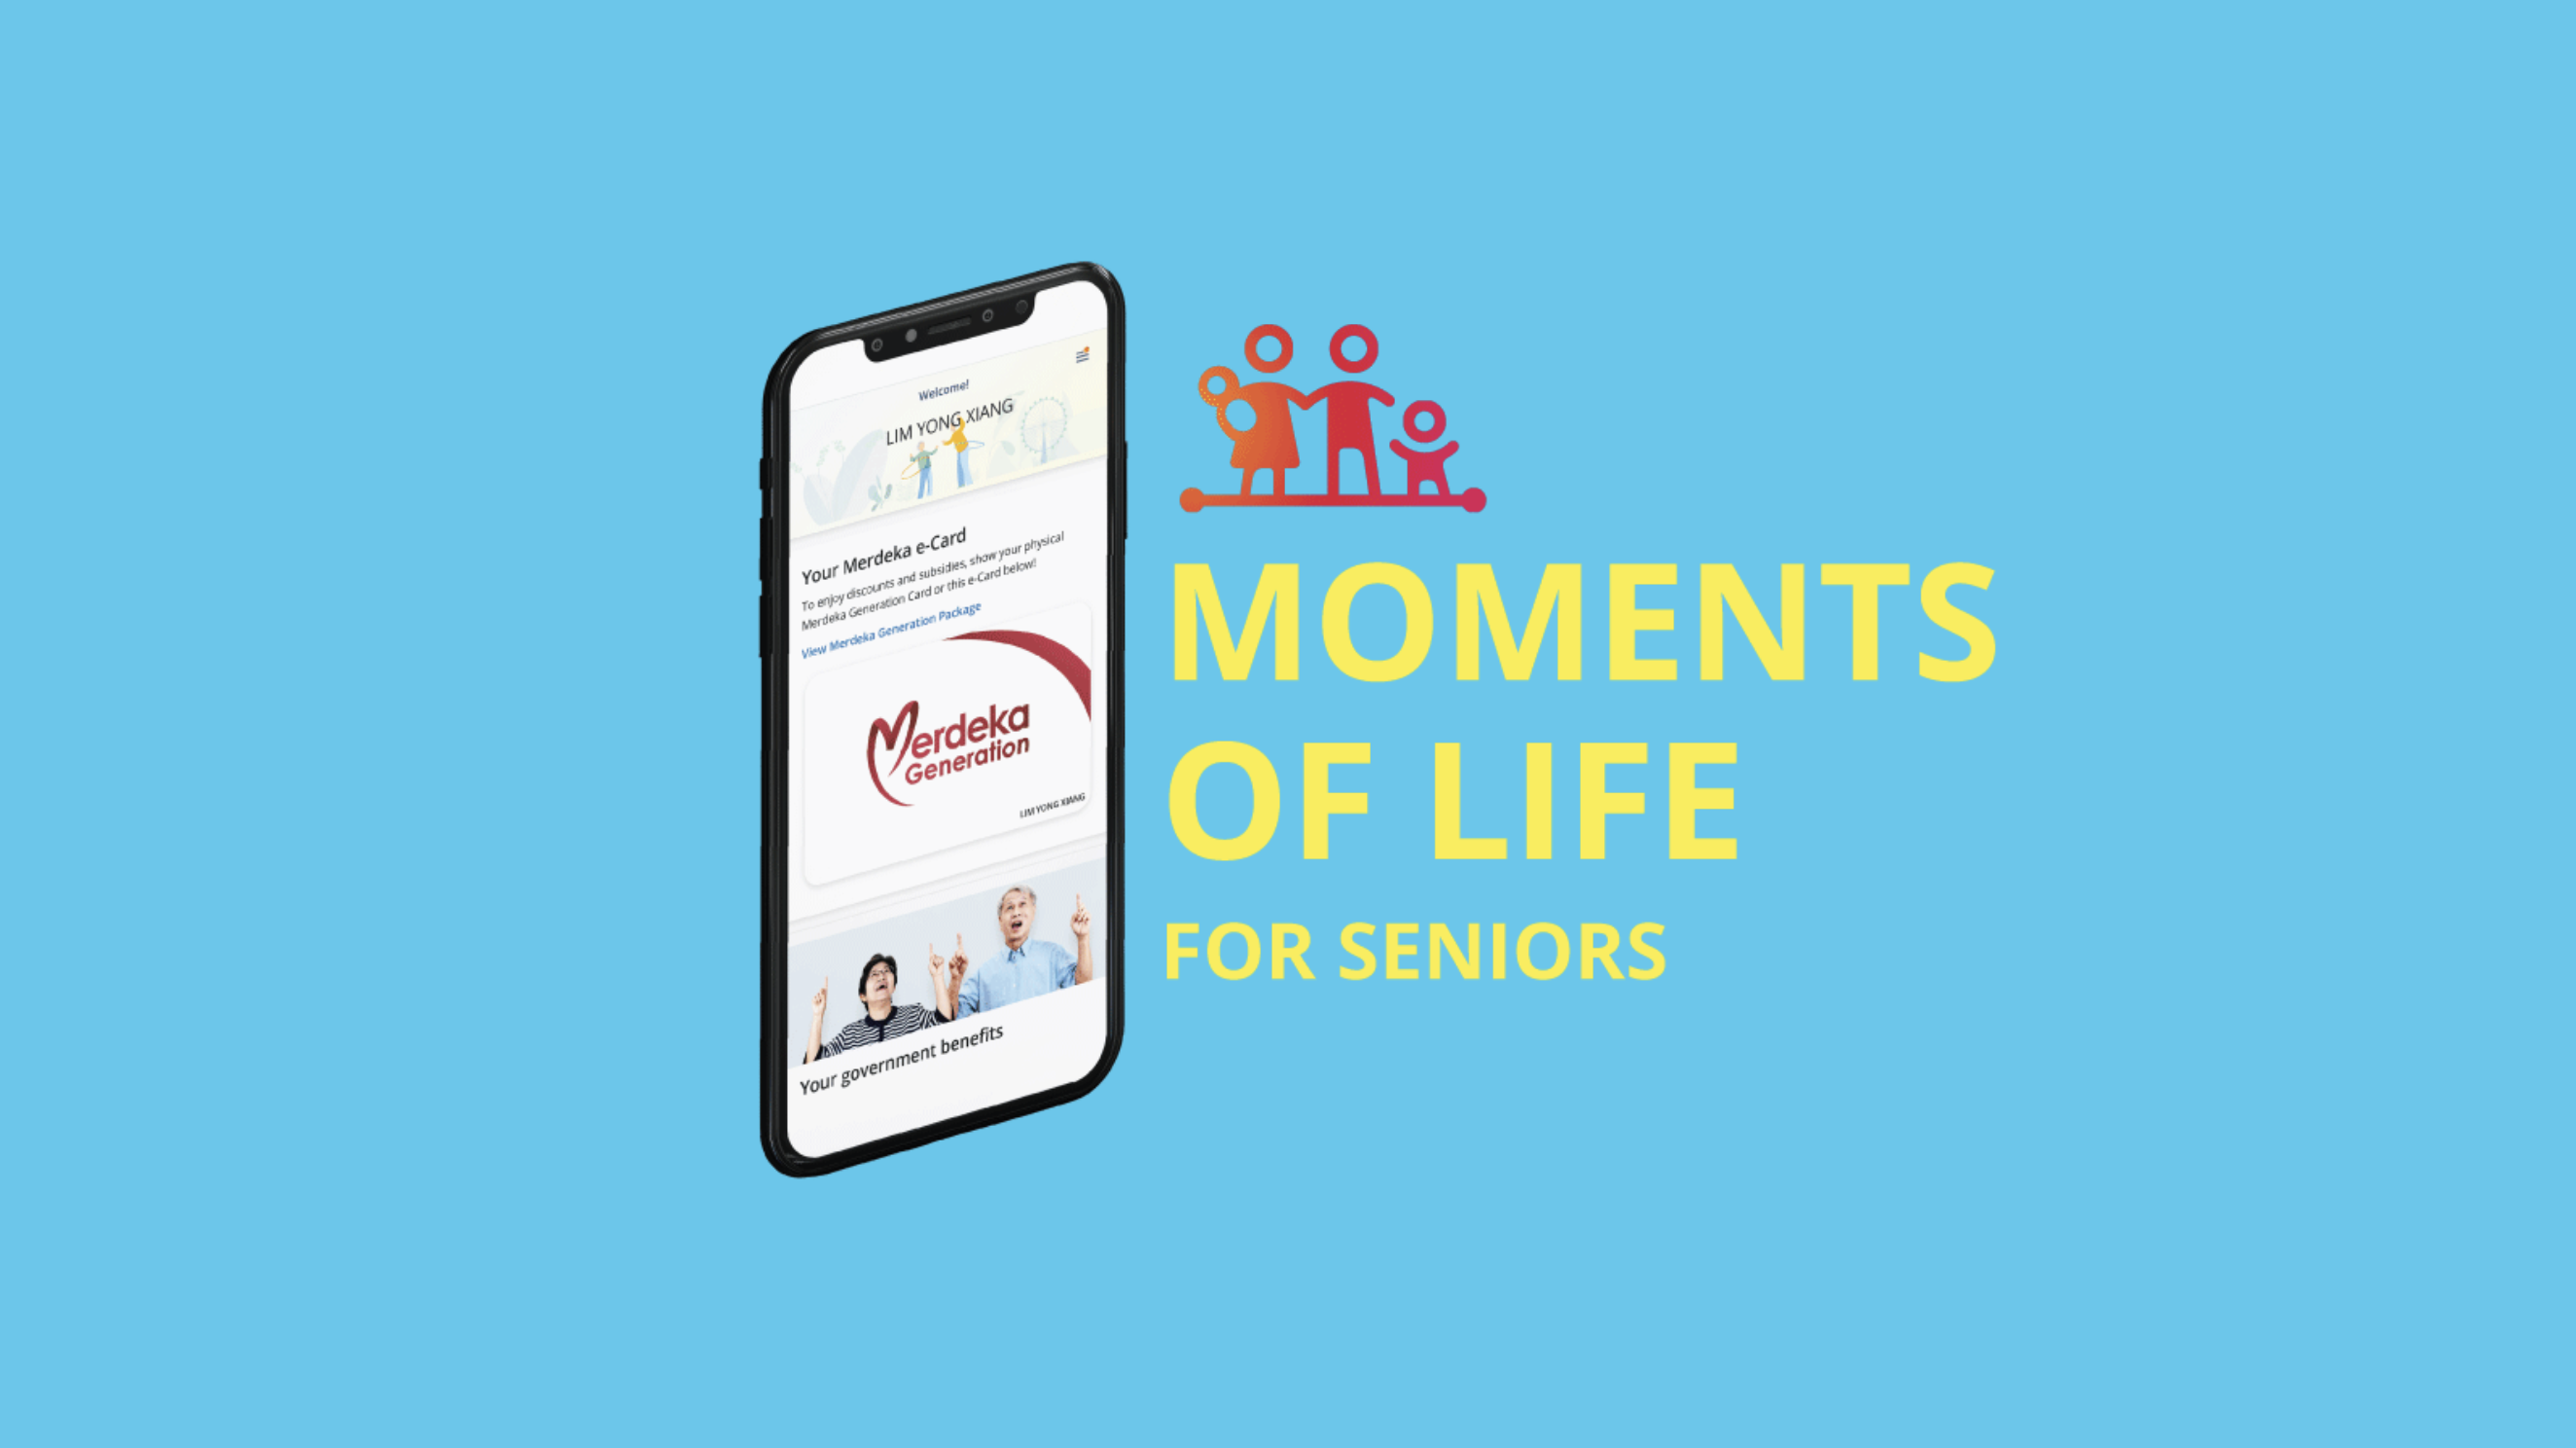 Welcome!
LIM YONG XIANG
Your Merdeka e-Card
To enjoy discounts and subsidies, show your physical
Merdeka Generation Card or this e-Card below!
View Merdeka Generation Package
Merdeka
Generation
LIM YONG XIANG
Your government benefits
MOMENTS
OF LIFE
FOR SENIORS